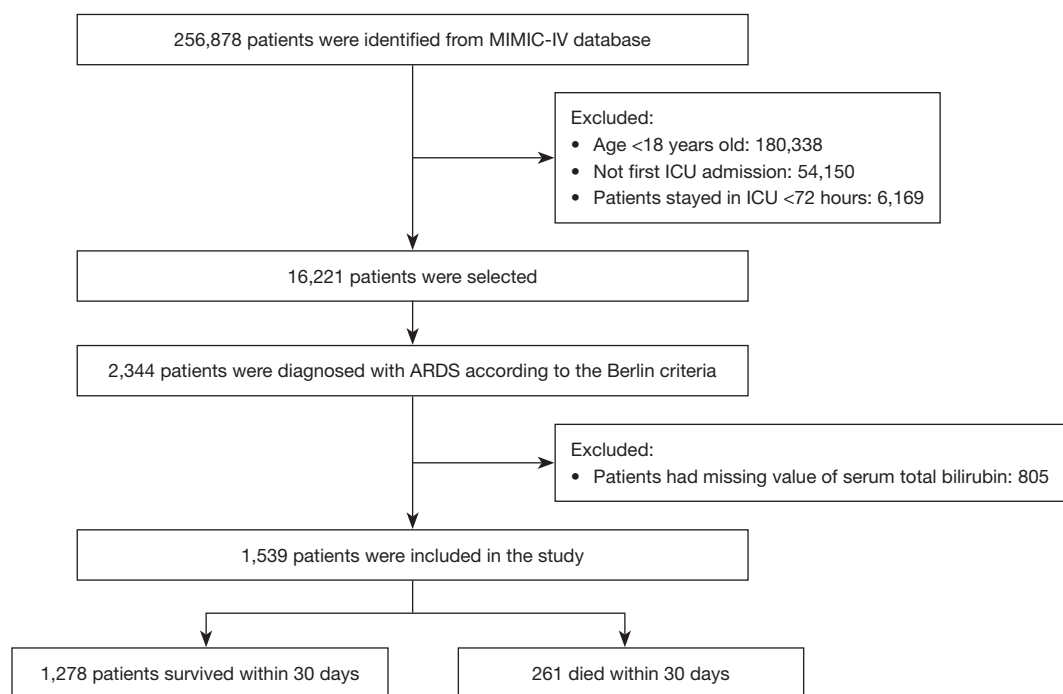 256,878 patients were identified from MIMIC-IV database
Excluded:
• Age <18 years old: 180,338
• Not first ICU admission: 54,150
• Patients stayed in ICU <72 hours: 6,169
16,221 patients were selected
2,344 patients were diagnosed with ARDS according to the Berlin criteria
Excluded:
• Patients had missing value of serum total bilirubin: 805
1,539 patients were included in the study
1,278 patients survived within 30 days
261 died within 30 days